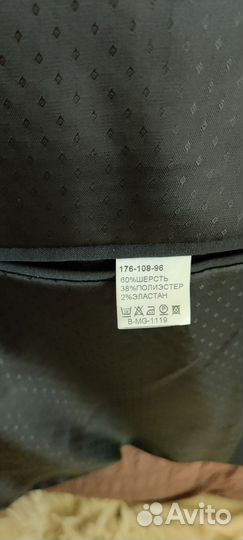 176-108-96
60%ШЕРСТЬ
38%ПОЛИЭСТЕР
2%ЭЛАСТАН
B-MG-1119
Avito